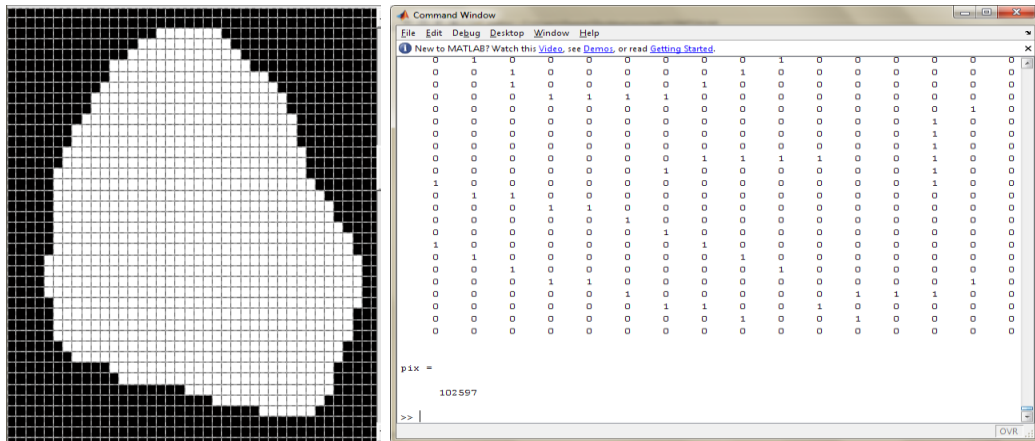 Command Window
File Edit Debug Desktop Window Help
New to MATLAB? Watch this Video, see Demos, or read Getting Started.
0 1 0 0 0 0 0 0 0 1 0 0 0 0 0 0
0 0 1 0 0 0 0 0 1 0 0 0 0 0 0 0
0 0 1 0 0 0 0 1 0 0 0 0 0 0 0 0
0 0 0 1 1 1 1 0 0 0 0 0 0 0 0 0
0 0 0 0 0 0 0 0 0 0 0 0 0 0 1 0
0 0 0 0 0 0 0 0 0 0 0 0 0 1 0 0
0 0 0 0 0 0 0 0 0 0 0 0 0 1 0 0
0 0 0 0 0 0 0 0 0 0 0 0 0 1 0 0
0 0 0 0 0 0 0 1 1 1 1 0 0 1 0 0
0 0 0 0 0 0 1 0 0 0 0 0 0 1 0 0
1 0 0 0 0 0 0 0 0 0 0 0 0 1 0 0
0 1 1 0 0 0 0 0 0 0 0 0 0 0 0 0
0 0 0 1 1 0 0 0 0 0 0 0 0 0 0 0
0 0 0 0 0 1 0 0 0 0 0 0 0 0 0 0
0 0 0 0 0 0 1 0 0 0 0 0 0 0 0 0
1 0 0 0 0 0 0 1 0 0 0 0 0 0 0 0
0 1 0 0 0 0 0 0 1 0 0 0 0 0 0 0
0 0 1 0 0 0 0 0 0 1 0 0 0 0 0 0
0 0 0 1 1 0 0 0 0 0 0 0 0 0 1 0
0 0 0 0 0 1 0 0 0 0 0 1 1 1 0 0
0 0 0 0 0 0 1 1 0 0 1 0 0 0 0 0
0 0 0 0 0 0 0 0 1 0 0 1 0 0 0 0
0 0 0 0 0 0 0 0 0 0 0 0 0 0 0 0
pix =
102597
>>
OVR